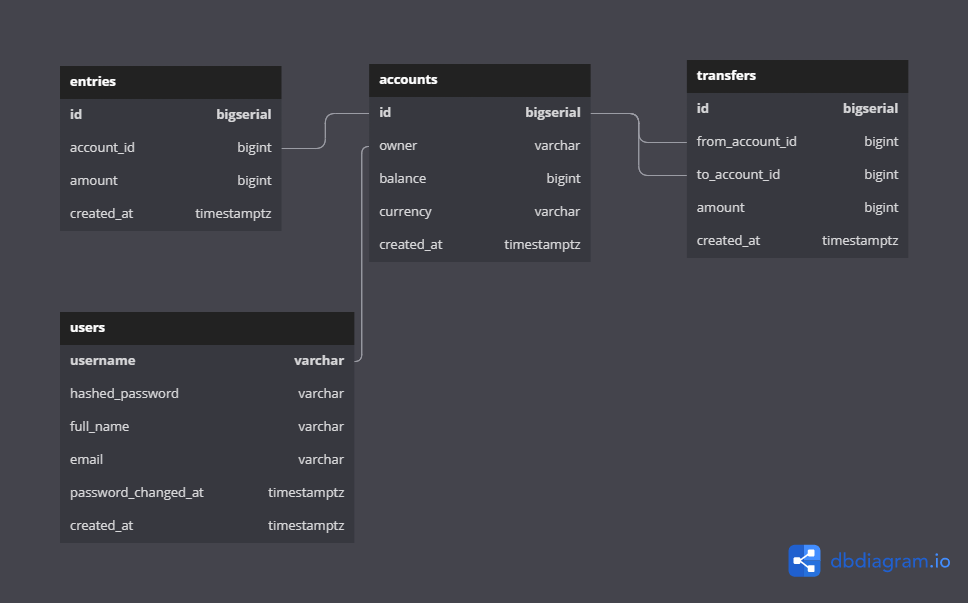 entries
id bigserial
account_id bigint
amount bigint
created_at timestamptz
accounts
id bigserial
owner varchar
balance bigint
currency varchar
created_at timestamptz
transfers
id bigserial
from_account_id bigint
to_account_id bigint
amount bigint
created_at timestamptz
users
username varchar
hashed_password varchar
full_name varchar
email varchar
password_changed_at timestamptz
created_at timestamptz
dbdiagram.io